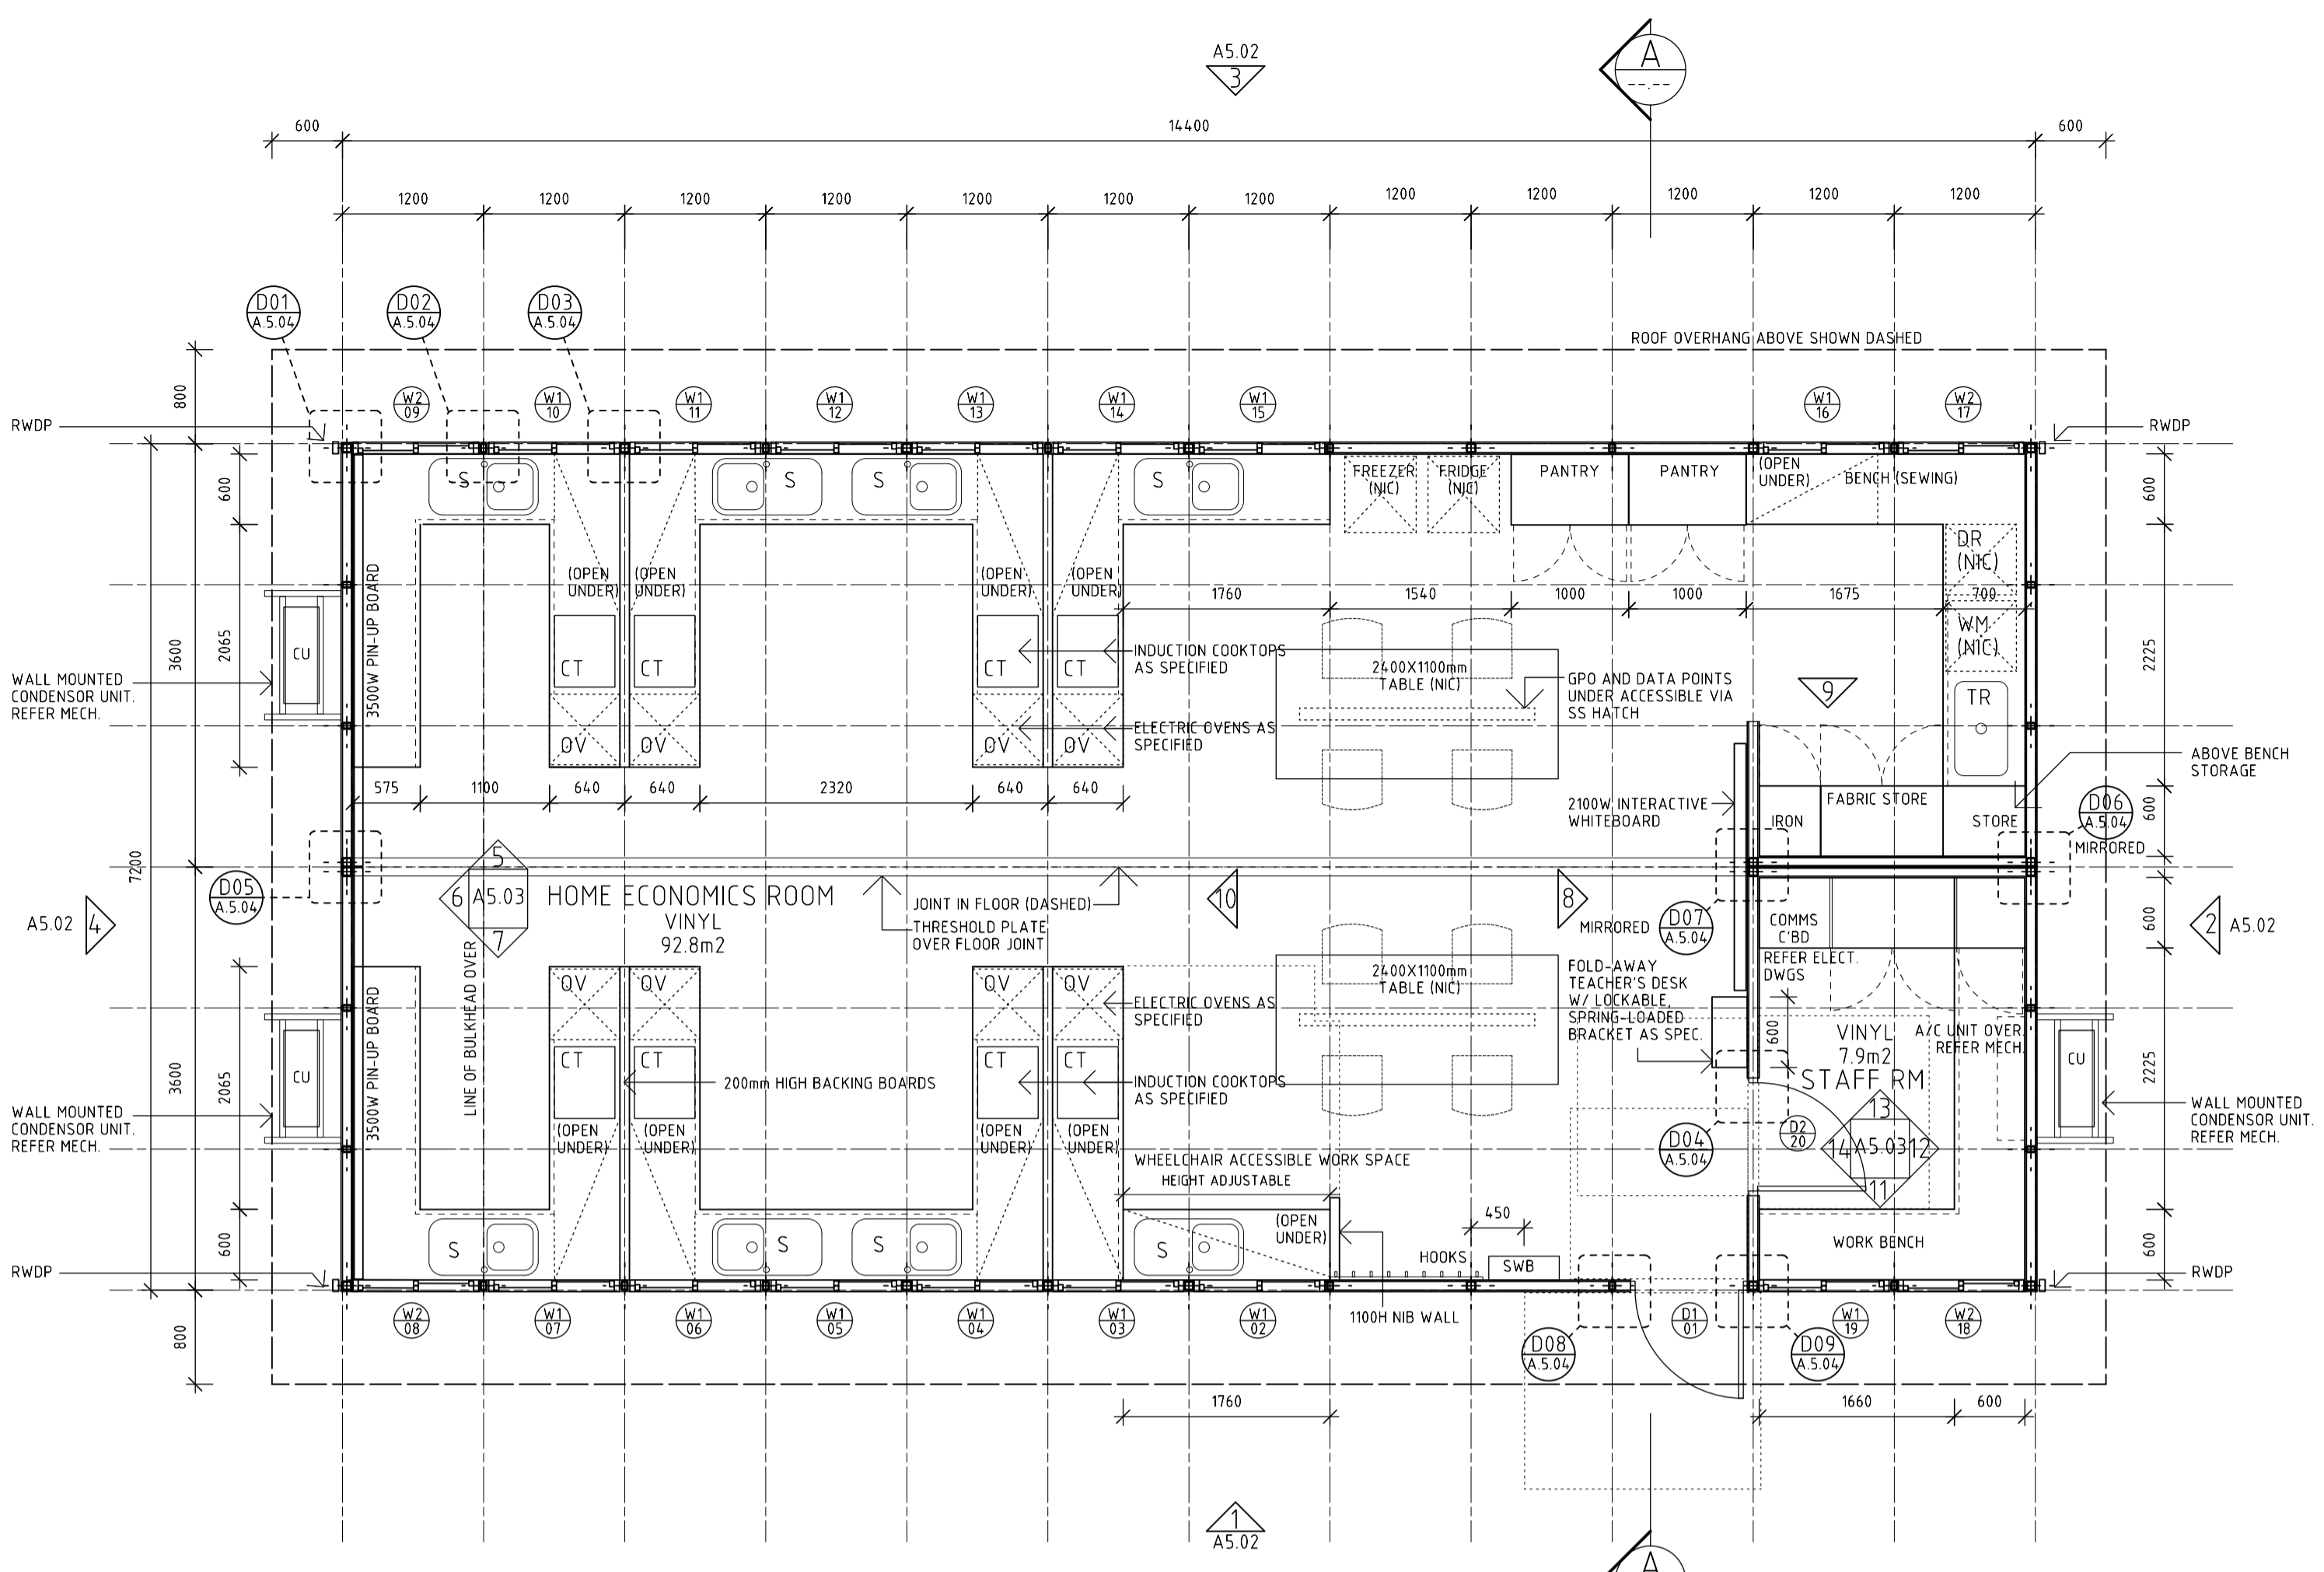 A5.02
3
A
600
14400
600
1200
1200
1200
1200
1200
1200
1200
1200
1200
1200
1200
1200
D01
A.5.04
D02
A.5.04
D03
A.5.04
ROOF OVERHANG ABOVE SHOWN DASHED
800
W2
09
W1
10
W1
11
W1
12
W1
13
W1
14
W1
15
W1
16
W2
17
RWDP
RWDP
600
S
S
S
S
FREEZER
(NIC)
FRIDGE
(NIC)
PANTRY
PANTRY
(OPEN
UNDER)
BENCH (SEWING)
600
DR
(NIC)
3500W PIN-UP BOARD
(OPEN
UNDER)
(OPEN
UNDER)
(OPEN
UNDER)
(OPEN
UNDER)
1760
1540
1000
1000
1675
700
WM
(NIC)
CU
3600
2065
2225
CT
CT
CT
CT
INDUCTION COOKTOPS
AS SPECIFIED
2400X1100mm
TABLE (NIC)
GPO AND DATA POINTS
UNDER ACCESSIBLE VIA
SS HATCH
9
TR
WALL MOUNTED
CONDENSOR UNIT.
REFER MECH.
OV
OV
OV
OV
ELECTRIC OVENS AS
SPECIFIED
ABOVE BENCH
STORAGE
575
1100
640
640
2320
640
640
2100W INTERACTIVE
WHITEBOARD
IRON
FABRIC STORE
STORE
600
D06
A.5.04
MIRRORED
7200
D05
A.5.04
5
6
A5.03
7
HOME ECONOMICS ROOM
VINYL
92.8m2
JOINT IN FLOOR (DASHED)
THRESHOLD PLATE
OVER FLOOR JOINT
10
8
MIRRORED
D07
A.5.04
COMMS
C'BD
REFER ELECT.
DWGS
600
A5.02
4
2
A5.02
LINE OF BULKHEAD OVER
3500W PIN-UP BOARD
OV
OV
OV
OV
ELECTRIC OVENS AS
SPECIFIED
2400X1100mm
TABLE (NIC)
FOLD-AWAY
TEACHER'S DESK
W/ LOCKABLE,
SPRING-LOADED
BRACKET AS SPEC.
600
VINYL
7.9m2
STAFF RM
A/C UNIT OVER.
REFER MECH.
CU
CU
3600
2065
2225
CT
CT
CT
CT
200mm HIGH BACKING BOARDS
INDUCTION COOKTOPS
AS SPECIFIED
WALL MOUNTED
CONDENSOR UNIT.
REFER MECH.
WALL MOUNTED
CONDENSOR UNIT.
REFER MECH.
(OPEN
UNDER)
(OPEN
UNDER)
(OPEN
UNDER)
(OPEN
UNDER)
WHEELCHAIR ACCESSIBLE WORK SPACE
HEIGHT ADJUSTABLE
D04
A.5.04
D2
20
13
14
A5.03
12
11
600
S
S
S
S
(OPEN
UNDER)
450
HOOKS
SWB
WORK BENCH
600
RWDP
RWDP
W2
08
W1
07
W1
06
W1
05
W1
04
W1
03
W1
02
1100H NIB WALL
D1
01
W1
19
W2
18
800
D08
A.5.04
D09
A.5.04
1760
1660
600
1
A5.02
A